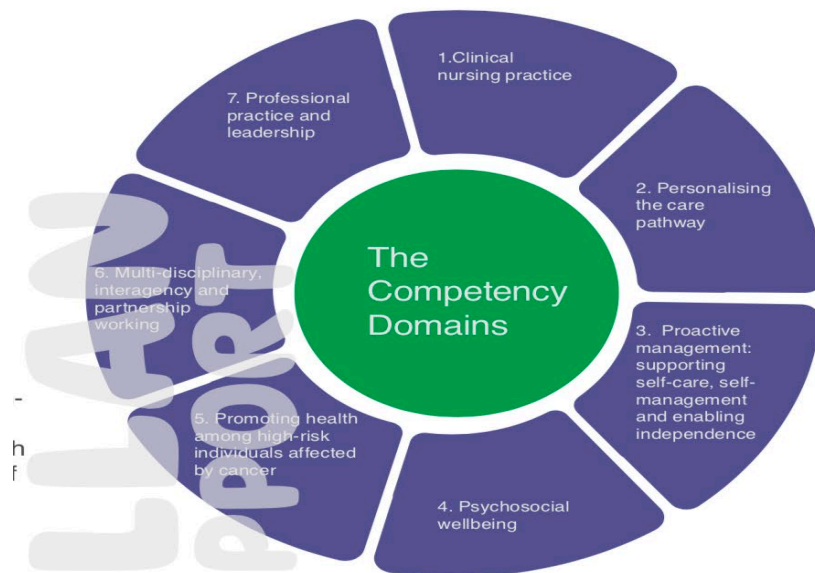 The
Competency
Domains
1.Clinical
nursing practice
2. Personalising
the care
pathway
3. Proactive
management:
supporting
self-care, self-
management
and enabling
independence
4. Psychosocial
wellbeing
5. Promoting health
among high-risk
individuals affected
by cancer
6. Multi-disciplinary,
interagency and
partnership
working
7. Professional
practice and
leadership
LLAN
PPORT
-
h
f